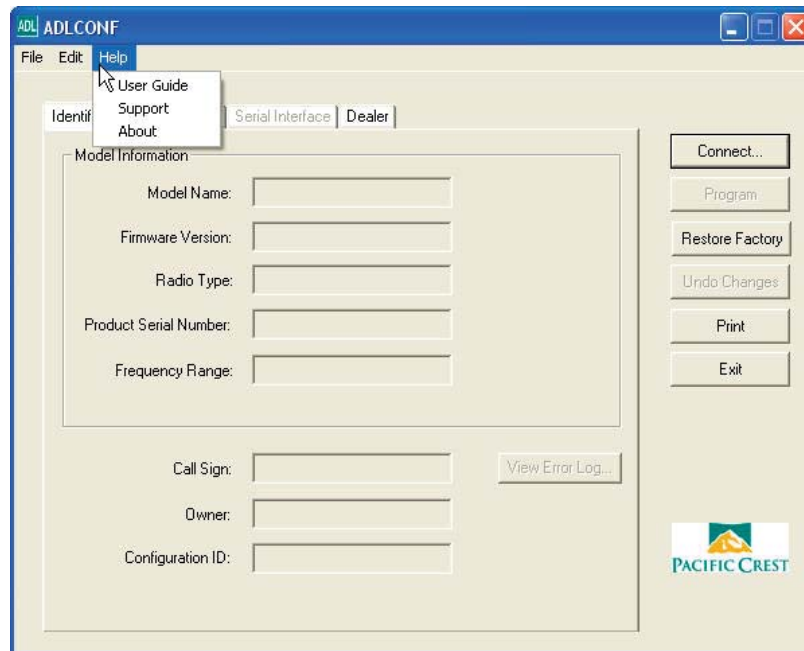 ADL ADLCONF
File Edit Help
User Guide
Support
About
Identif
Serial Interface
Dealer
Model Information
Model Name:
Firmware Version:
Radio Type:
Product Serial Number:
Frequency Range:
Call Sign:
Owner:
Configuration ID:
View Error Log...
Connect...
Program
Restore Factory
Undo Changes
Print
Exit
PACIFIC CREST